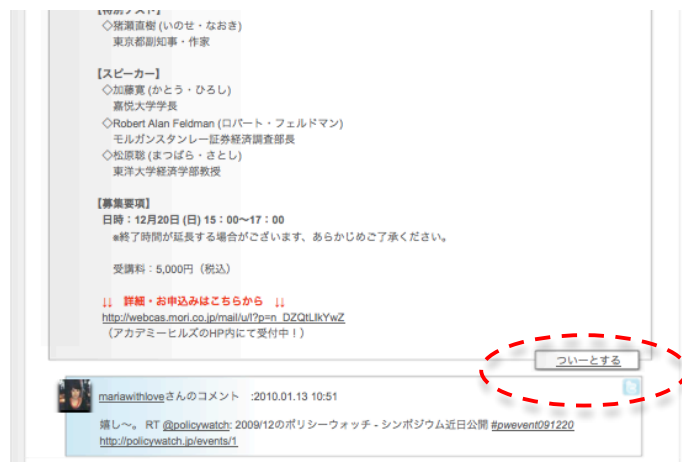 【特別ゲスト】
◇猪瀬直樹 (いのせ・なおき)
東京都副知事・作家
【スピーカー】
◇加藤寛 (かとう・ひろし)
嘉悦大学学長
◇Robert Alan Feldman (ロバート・フェルドマン)
モルガンスタンレー証券経済調査部長
◇松原聡 (まつばら・さとし)
東洋大学経済学部教授
【募集要項】
日時：12月20日 (日) 15：00〜17：00
※終了時間が延長する場合がございます、あらかじめご了承ください。
受講料：5,000円（税込）
↓↓ 詳細・お申込みはこちらから ↓↓
http://webcas.mori.co.jp/mail/u/l?p=n_DZQtLlkYwZ
（アカデミーヒルズのHP内にて受付中！）
ついーとする
mariawithloveさんのコメント :2010.01.13 10:51
嬉し〜。 RT @policywatch: 2009/12のポリシーウォッチ - シンポジウム近日公開 #pwevent091220
http://policywatch.jp/events/1